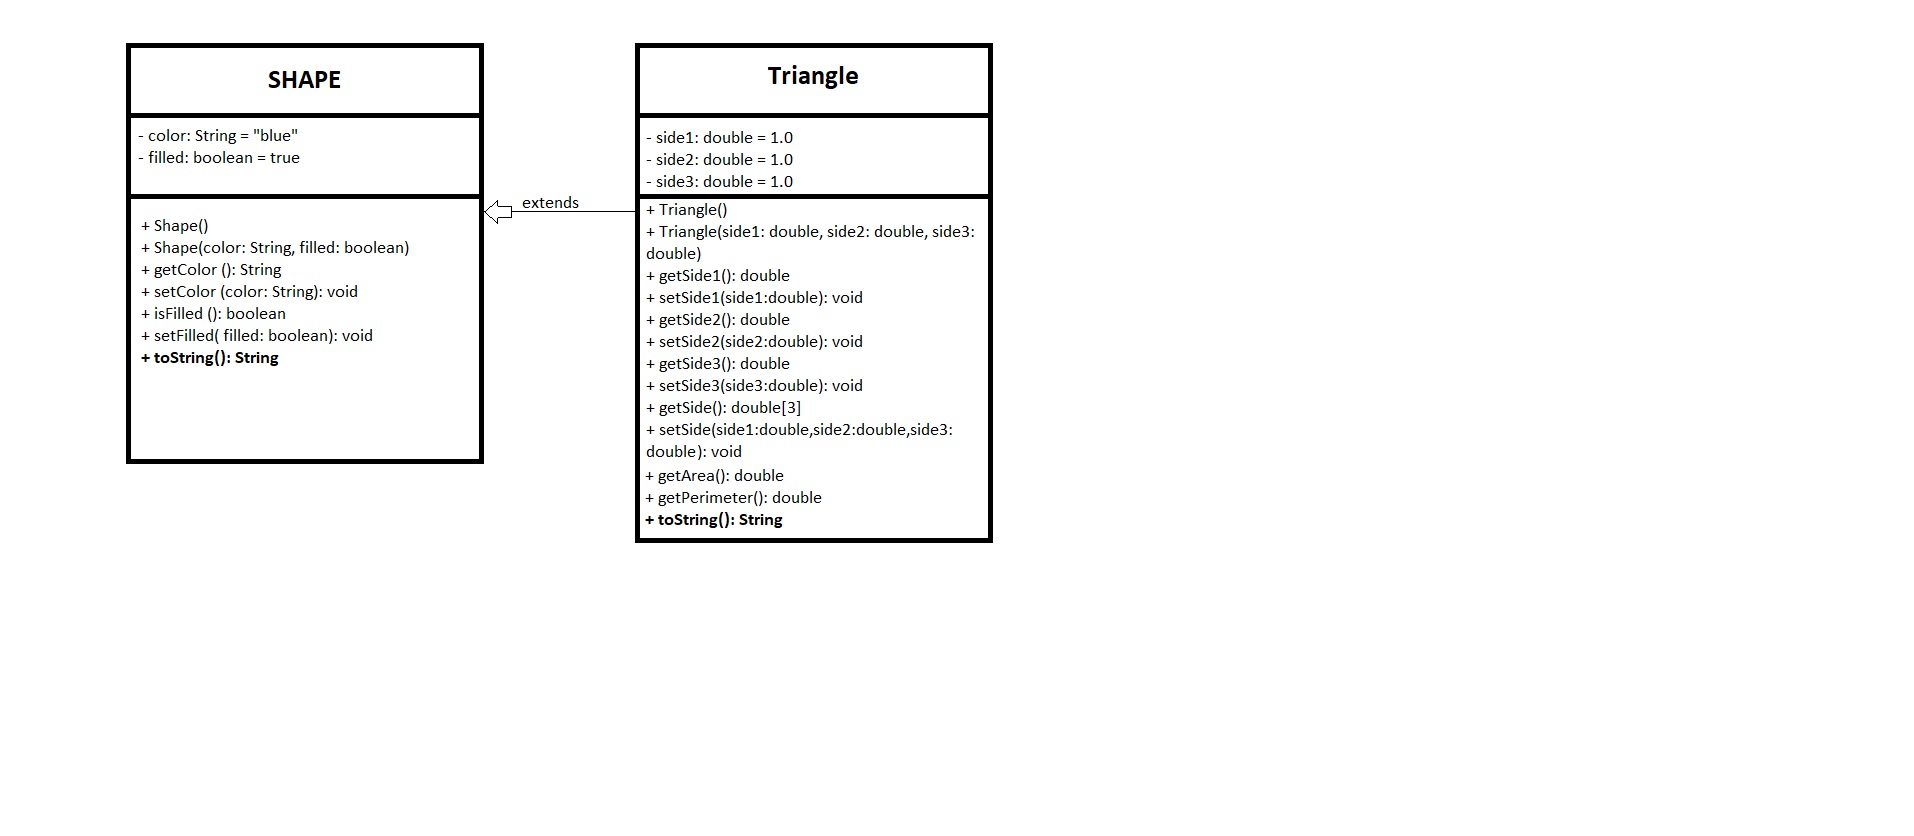 SHAPE
- color: String = "blue"
- filled: boolean = true
+ Shape()
+ Shape(color: String, filled: boolean)
+ getColor (): String
+ setColor (color: String): void
+ isFilled (): boolean
+ setFilled( filled: boolean): void
+ toString(): String
extends
Triangle
- side1: double = 1.0
- side2: double = 1.0
- side3: double = 1.0
+ Triangle()
+ Triangle(side1: double, side2: double, side3:
double)
+ getSide1(): double
+ setSide1(side1:double): void
+ getSide2(): double
+ setSide2(side2:double): void
+ getSide3(): double
+ setSide3(side3:double): void
+ getSide(): double[3]
+ setSide(side1:double,side2:double,side3:
double): void
+ getArea(): double
+ getPerimeter(): double
+ toString(): String